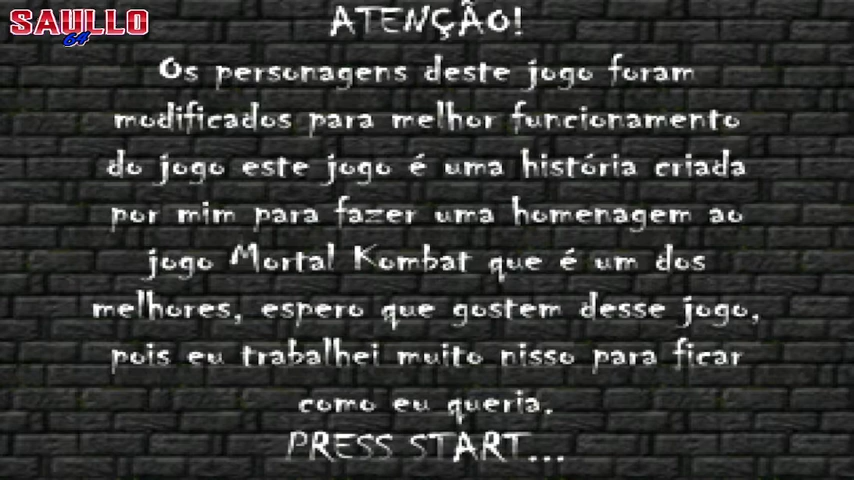 SAULLO
64
ATENÇÃO!
Os personagens deste jogo foram
modificados para melhor funcionamento
do jogo este jogo é uma história criada
por mim para fazer uma homenagem ao
jogo Mortal Kombat que é um dos
melhores, espero que gostem desse jogo,
pois eu trabalhei muito nisso para ficar
como eu queria.
PRESS START...